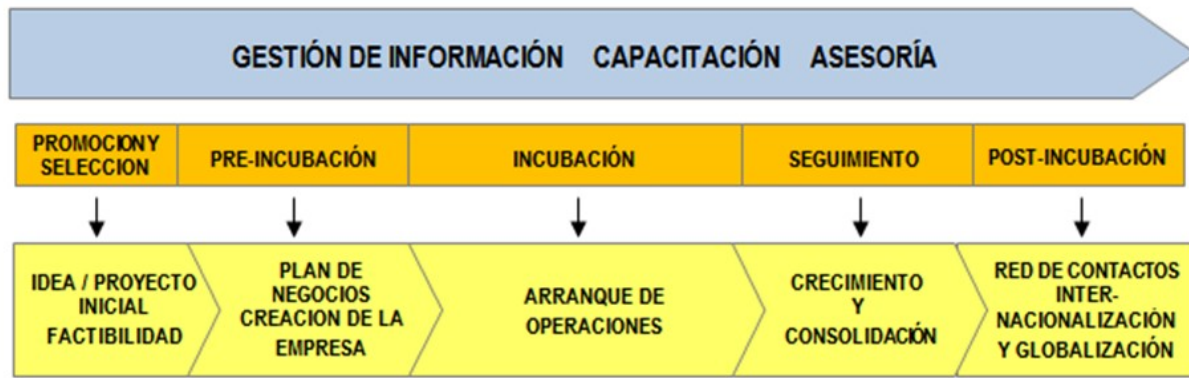 GESTIÓN DE INFORMACIÓN CAPACITACIÓN ASESORÍA
PROMOCION Y
SELECCION
PRE-INCUBACIÓN
INCUBACIÓN
SEGUIMIENTO
POST-INCUBACIÓN
IDEA / PROYECTO
INICIAL
FACTIBILIDAD
PLAN DE
NEGOCIOS
CREACION DE LA
EMPRESA
ARRANQUE DE
OPERACIONES
CRECIMIENTO
Y
CONSOLIDACIÓN
RED DE CONTACTOS
INTER-
NACIONALIZACIÓN
Y GLOBALIZACIÓN